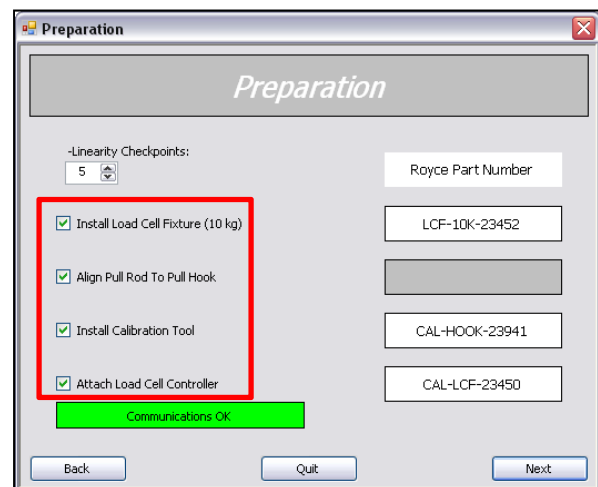 Preparation
Preparation
-Linearity Checkpoints:
5
Royce Part Number
Install Load Cell Fixture (10 kg)
LCF-10K-23452
Align Pull Rod To Pull Hook
Install Calibration Tool
CAL-HOOK-23941
Attach Load Cell Controller
CAL-LCF-23450
Communications OK
Back
Quit
Next